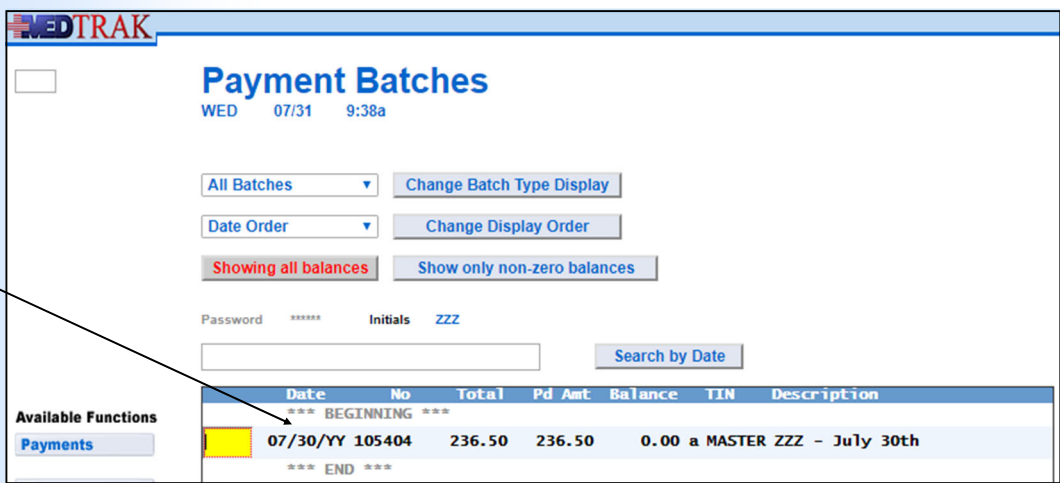 MEDTRAK
Payment Batches
WED 07/31 9:38a
All Batches Change Batch Type Display
Date Order Change Display Order
Showing all balances Show only non-zero balances
Password ****** Initials ZZZ
Search by Date
Date No Total Pd Amt Balance TIN Description
*** BEGINNING ***
07/30/YY 105404 236.50 236.50 0.00 a MASTER ZZZ - July 30th
*** END ***
Available Functions
Payments